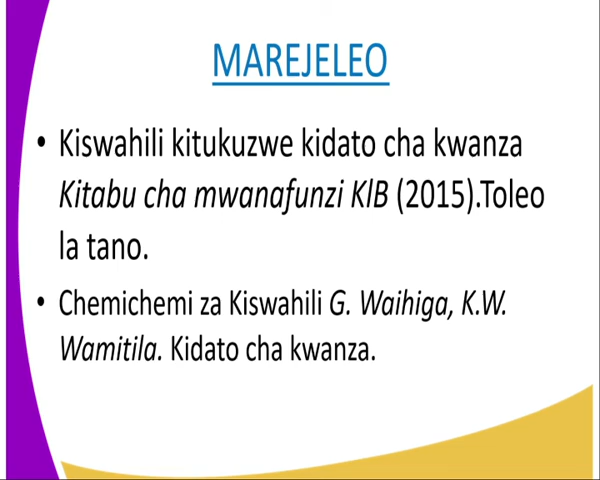 MAREJELEO
• Kiswahili kitukuzwe kidato cha kwanza
Kitabu cha mwanafunzi KlB (2015).Toleo
la tano.
• Chemichemi za Kiswahili G. Waihiga, K.W.
Wamitila. Kidato cha kwanza.